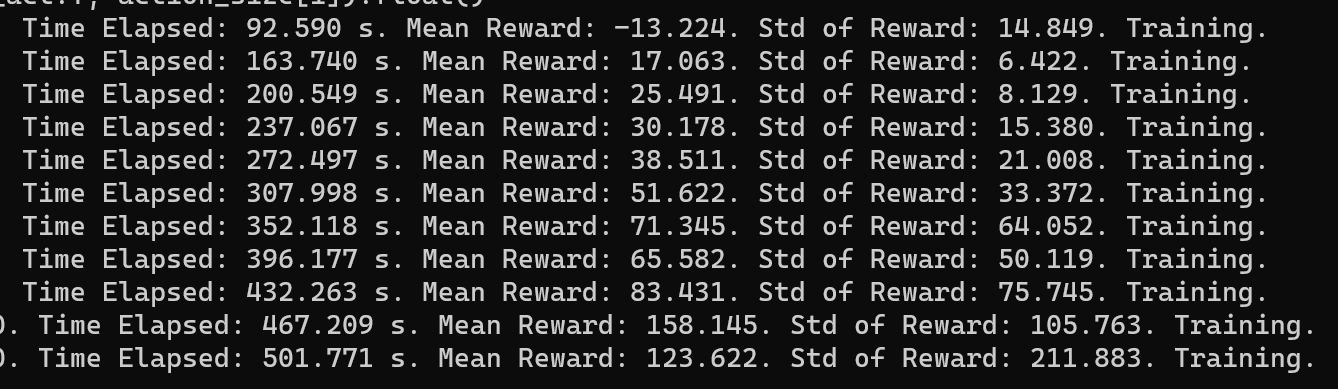 action_size[i]).float()
Time Elapsed: 92.590 s. Mean Reward: -13.224. Std of Reward: 14.849. Training.
Time Elapsed: 163.740 s. Mean Reward: 17.063. Std of Reward: 6.422. Training.
Time Elapsed: 200.549 s. Mean Reward: 25.491. Std of Reward: 8.129. Training.
Time Elapsed: 237.067 s. Mean Reward: 30.178. Std of Reward: 15.380. Training.
Time Elapsed: 272.497 s. Mean Reward: 38.511. Std of Reward: 21.008. Training.
Time Elapsed: 307.998 s. Mean Reward: 51.622. Std of Reward: 33.372. Training.
Time Elapsed: 352.118 s. Mean Reward: 71.345. Std of Reward: 64.052. Training.
Time Elapsed: 396.177 s. Mean Reward: 65.582. Std of Reward: 50.119. Training.
Time Elapsed: 432.263 s. Mean Reward: 83.431. Std of Reward: 75.745. Training.
0. Time Elapsed: 467.209 s. Mean Reward: 158.145. Std of Reward: 105.763. Training.
0. Time Elapsed: 501.771 s. Mean Reward: 123.622. Std of Reward: 211.883. Training.